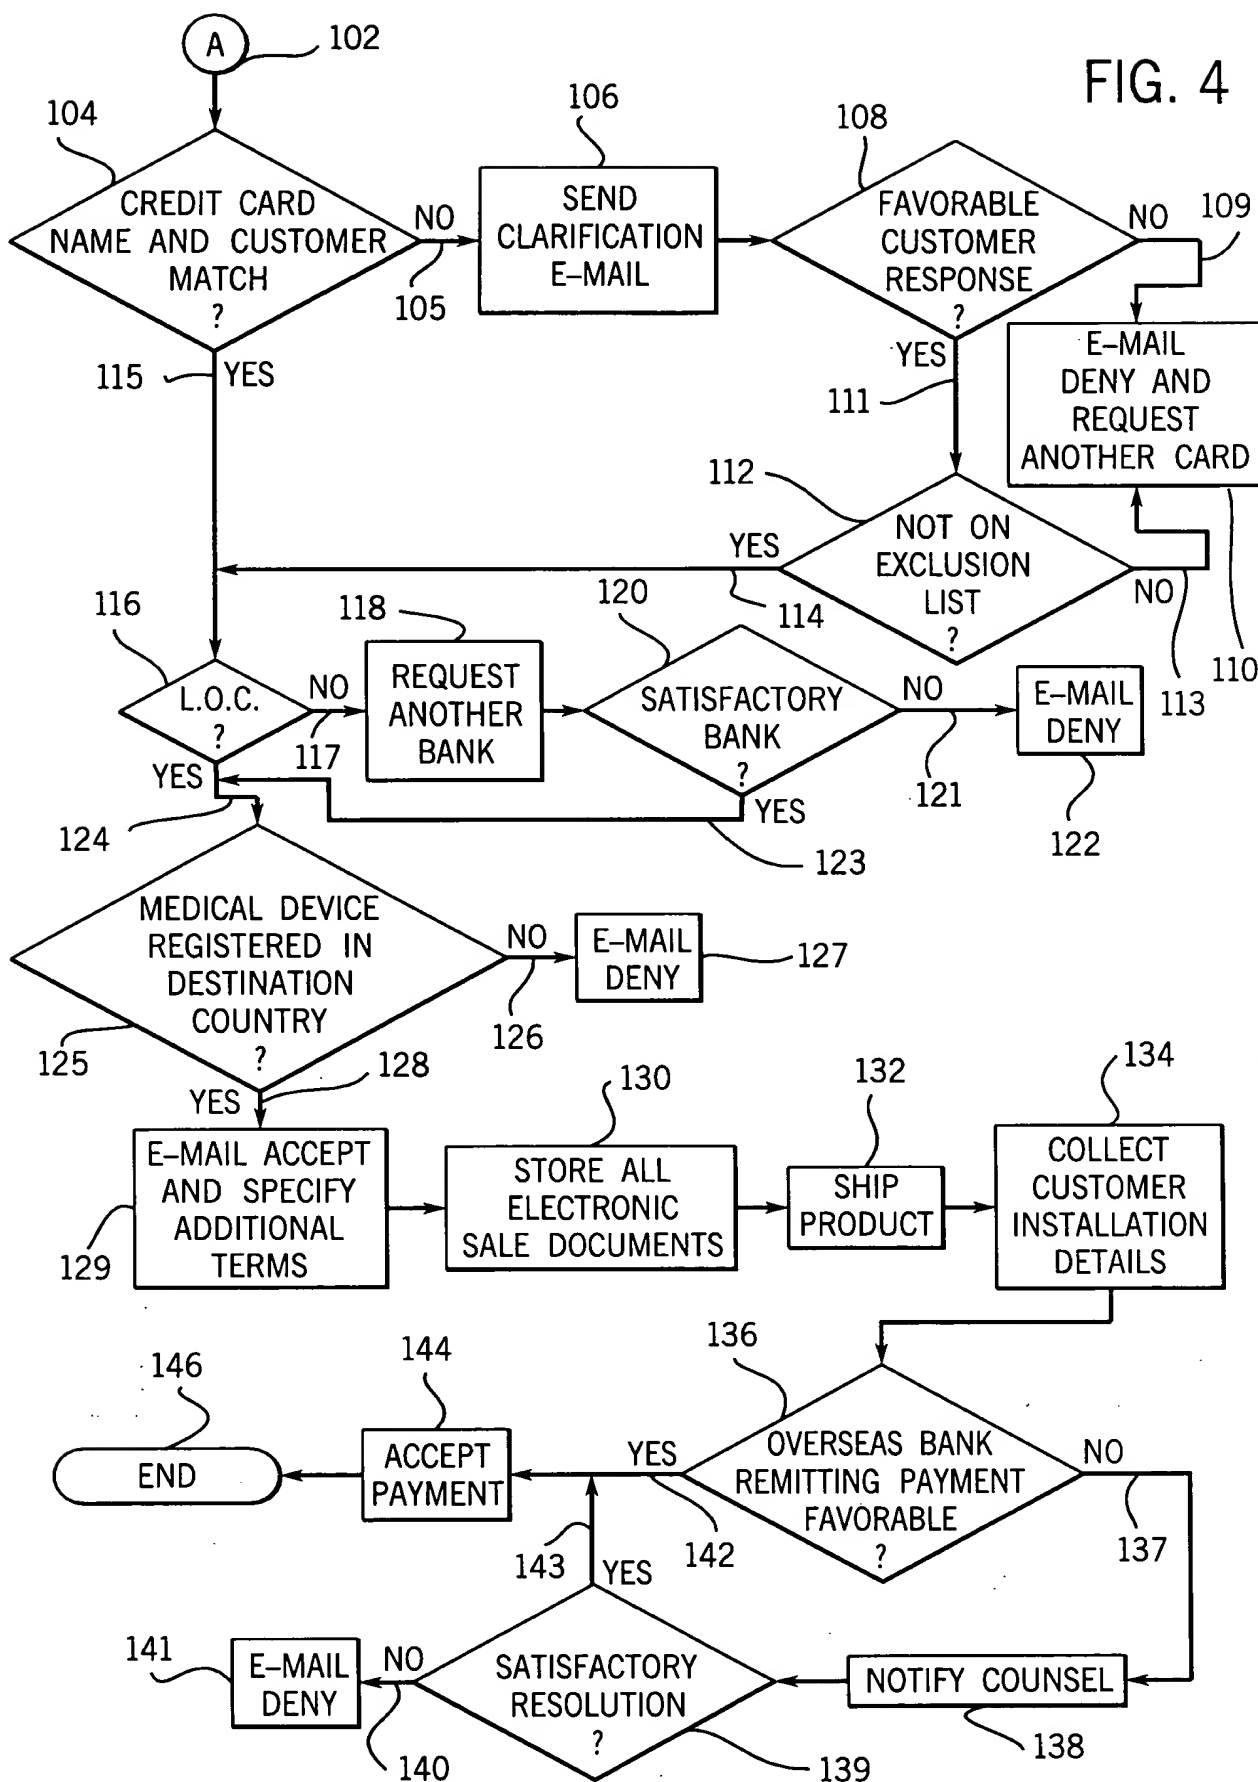 A
102
FIG. 4
104
CREDIT CARD
NAME AND CUSTOMER
MATCH
?
NO
105
106
SEND
CLARIFICATION
E-MAIL
108
FAVORABLE
CUSTOMER
RESPONSE
?
NO
109
YES
115
YES
111
E-MAIL
DENY AND
REQUEST
ANOTHER CARD
110
112
NOT ON
EXCLUSION
LIST
?
YES
114
NO
113
116
L.O.C.
?
NO
117
118
REQUEST
ANOTHER
BANK
120
SATISFACTORY
BANK
?
NO
121
E-MAIL
DENY
122
YES
124
YES
123
MEDICAL DEVICE
REGISTERED IN
DESTINATION
COUNTRY
?
125
NO
126
E-MAIL
DENY
127
YES
128
E-MAIL ACCEPT
AND SPECIFY
ADDITIONAL
TERMS
129
130
STORE ALL
ELECTRONIC
SALE DOCUMENTS
132
SHIP
PRODUCT
134
COLLECT
CUSTOMER
INSTALLATION
DETAILS
136
OVERSEAS BANK
REMITTING PAYMENT
FAVORABLE
?
NO
137
YES
142
144
ACCEPT
PAYMENT
146
END
143
YES
SATISFACTORY
RESOLUTION
?
139
NOTIFY COUNSEL
138
NO
140
141
E-MAIL
DENY